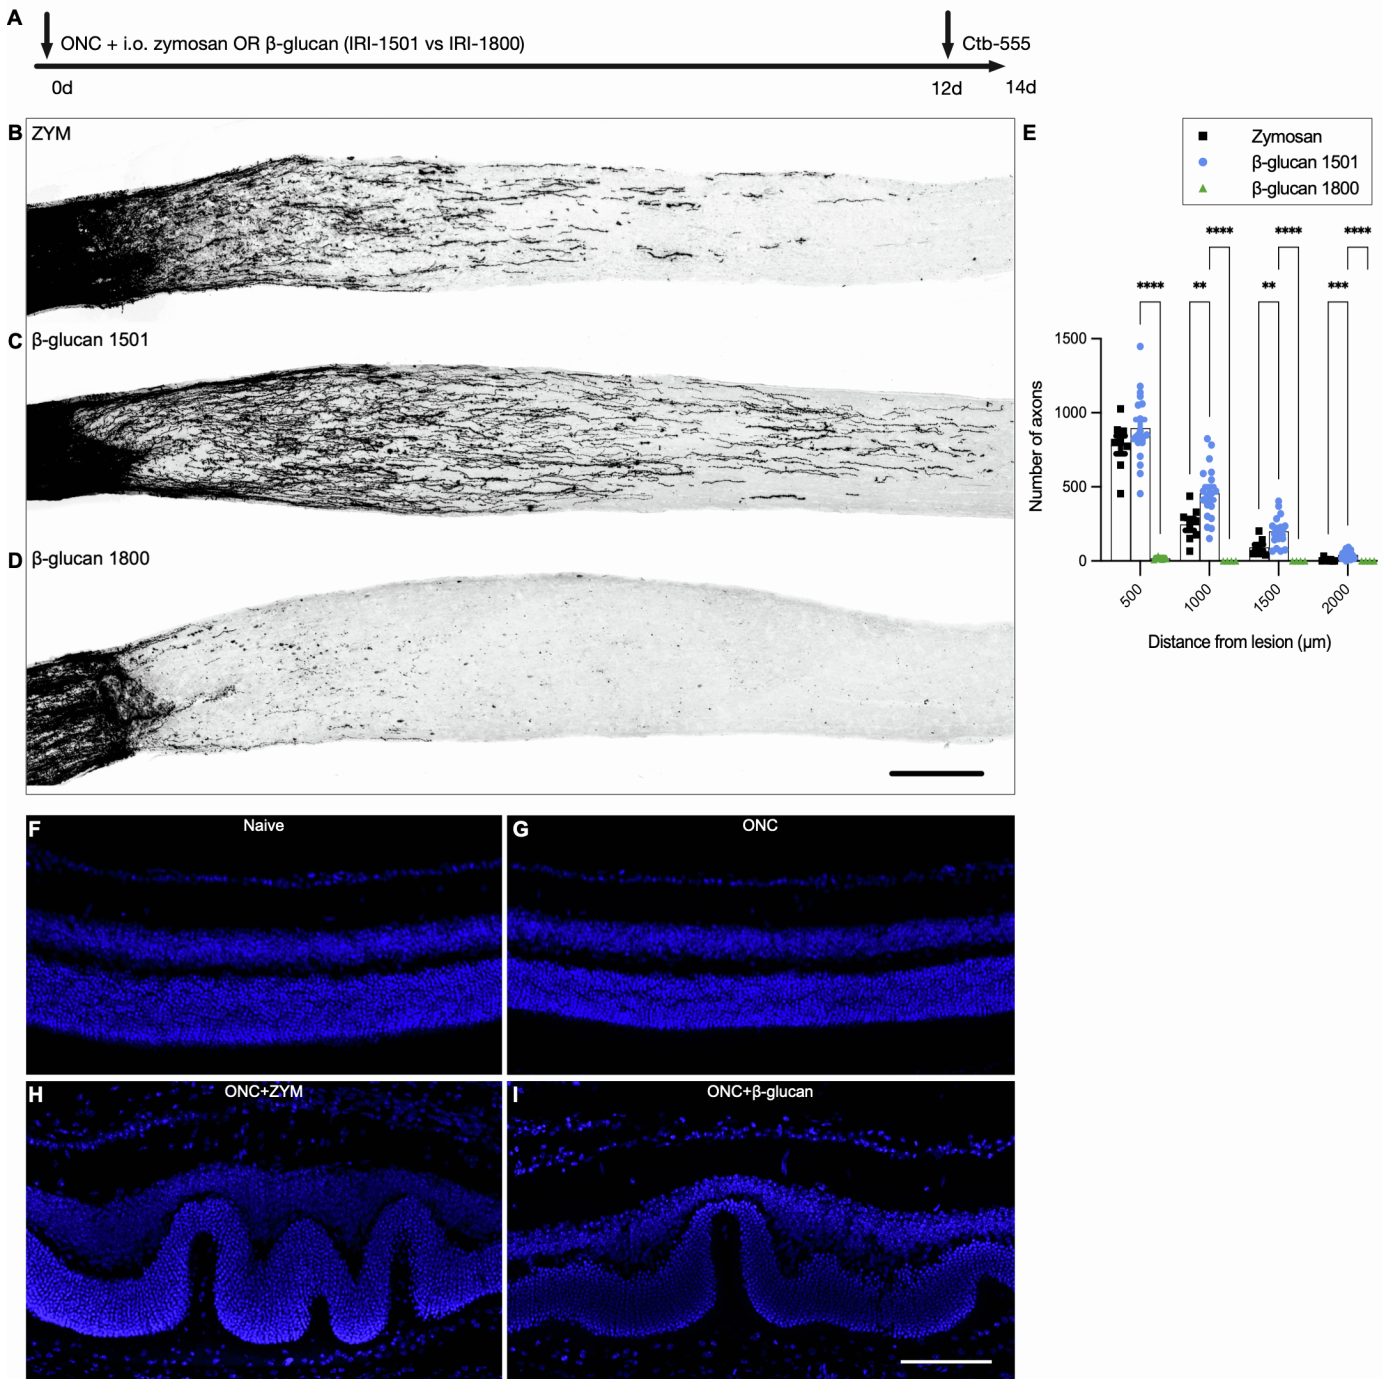 A
ONC + i.o. zymosan OR β-glucan (IRI-1501 vs IRI-1800)
Ctb-555
0d
12d
14d
B
ZYM
C
β-glucan 1501
D
β-glucan 1800
E
Zymosan
β-glucan 1501
β-glucan 1800
****
****
****
****
**
**
***
Number of axons
1500
1000
500
0
500
1000
1500
2000
Distance from lesion (µm)
F
Naive
G
ONC
H
ONC+ZYM
I
ONC+β-glucan